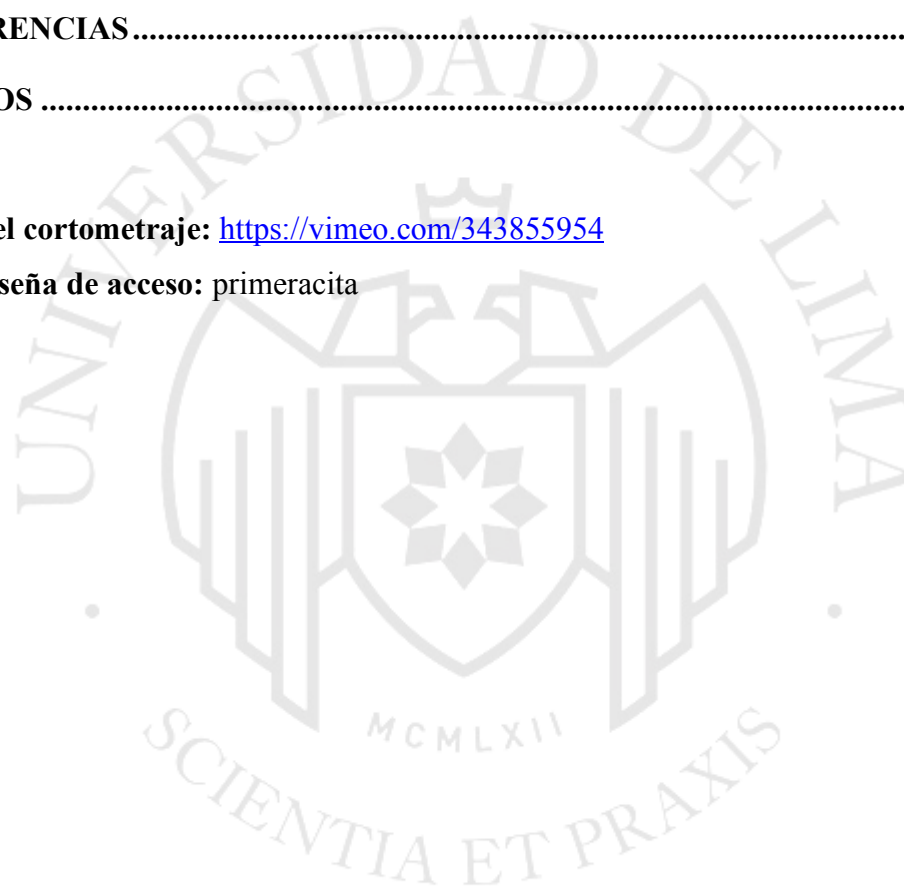 RENCIAS................................................................................................
OS ............................................................................................................
el cortometraje: https://vimeo.com/343855954
seña de acceso: primeracita
UNIVERSIDAD DE LIMA
MCMLXII
SCIENTIA ET PRAXIS